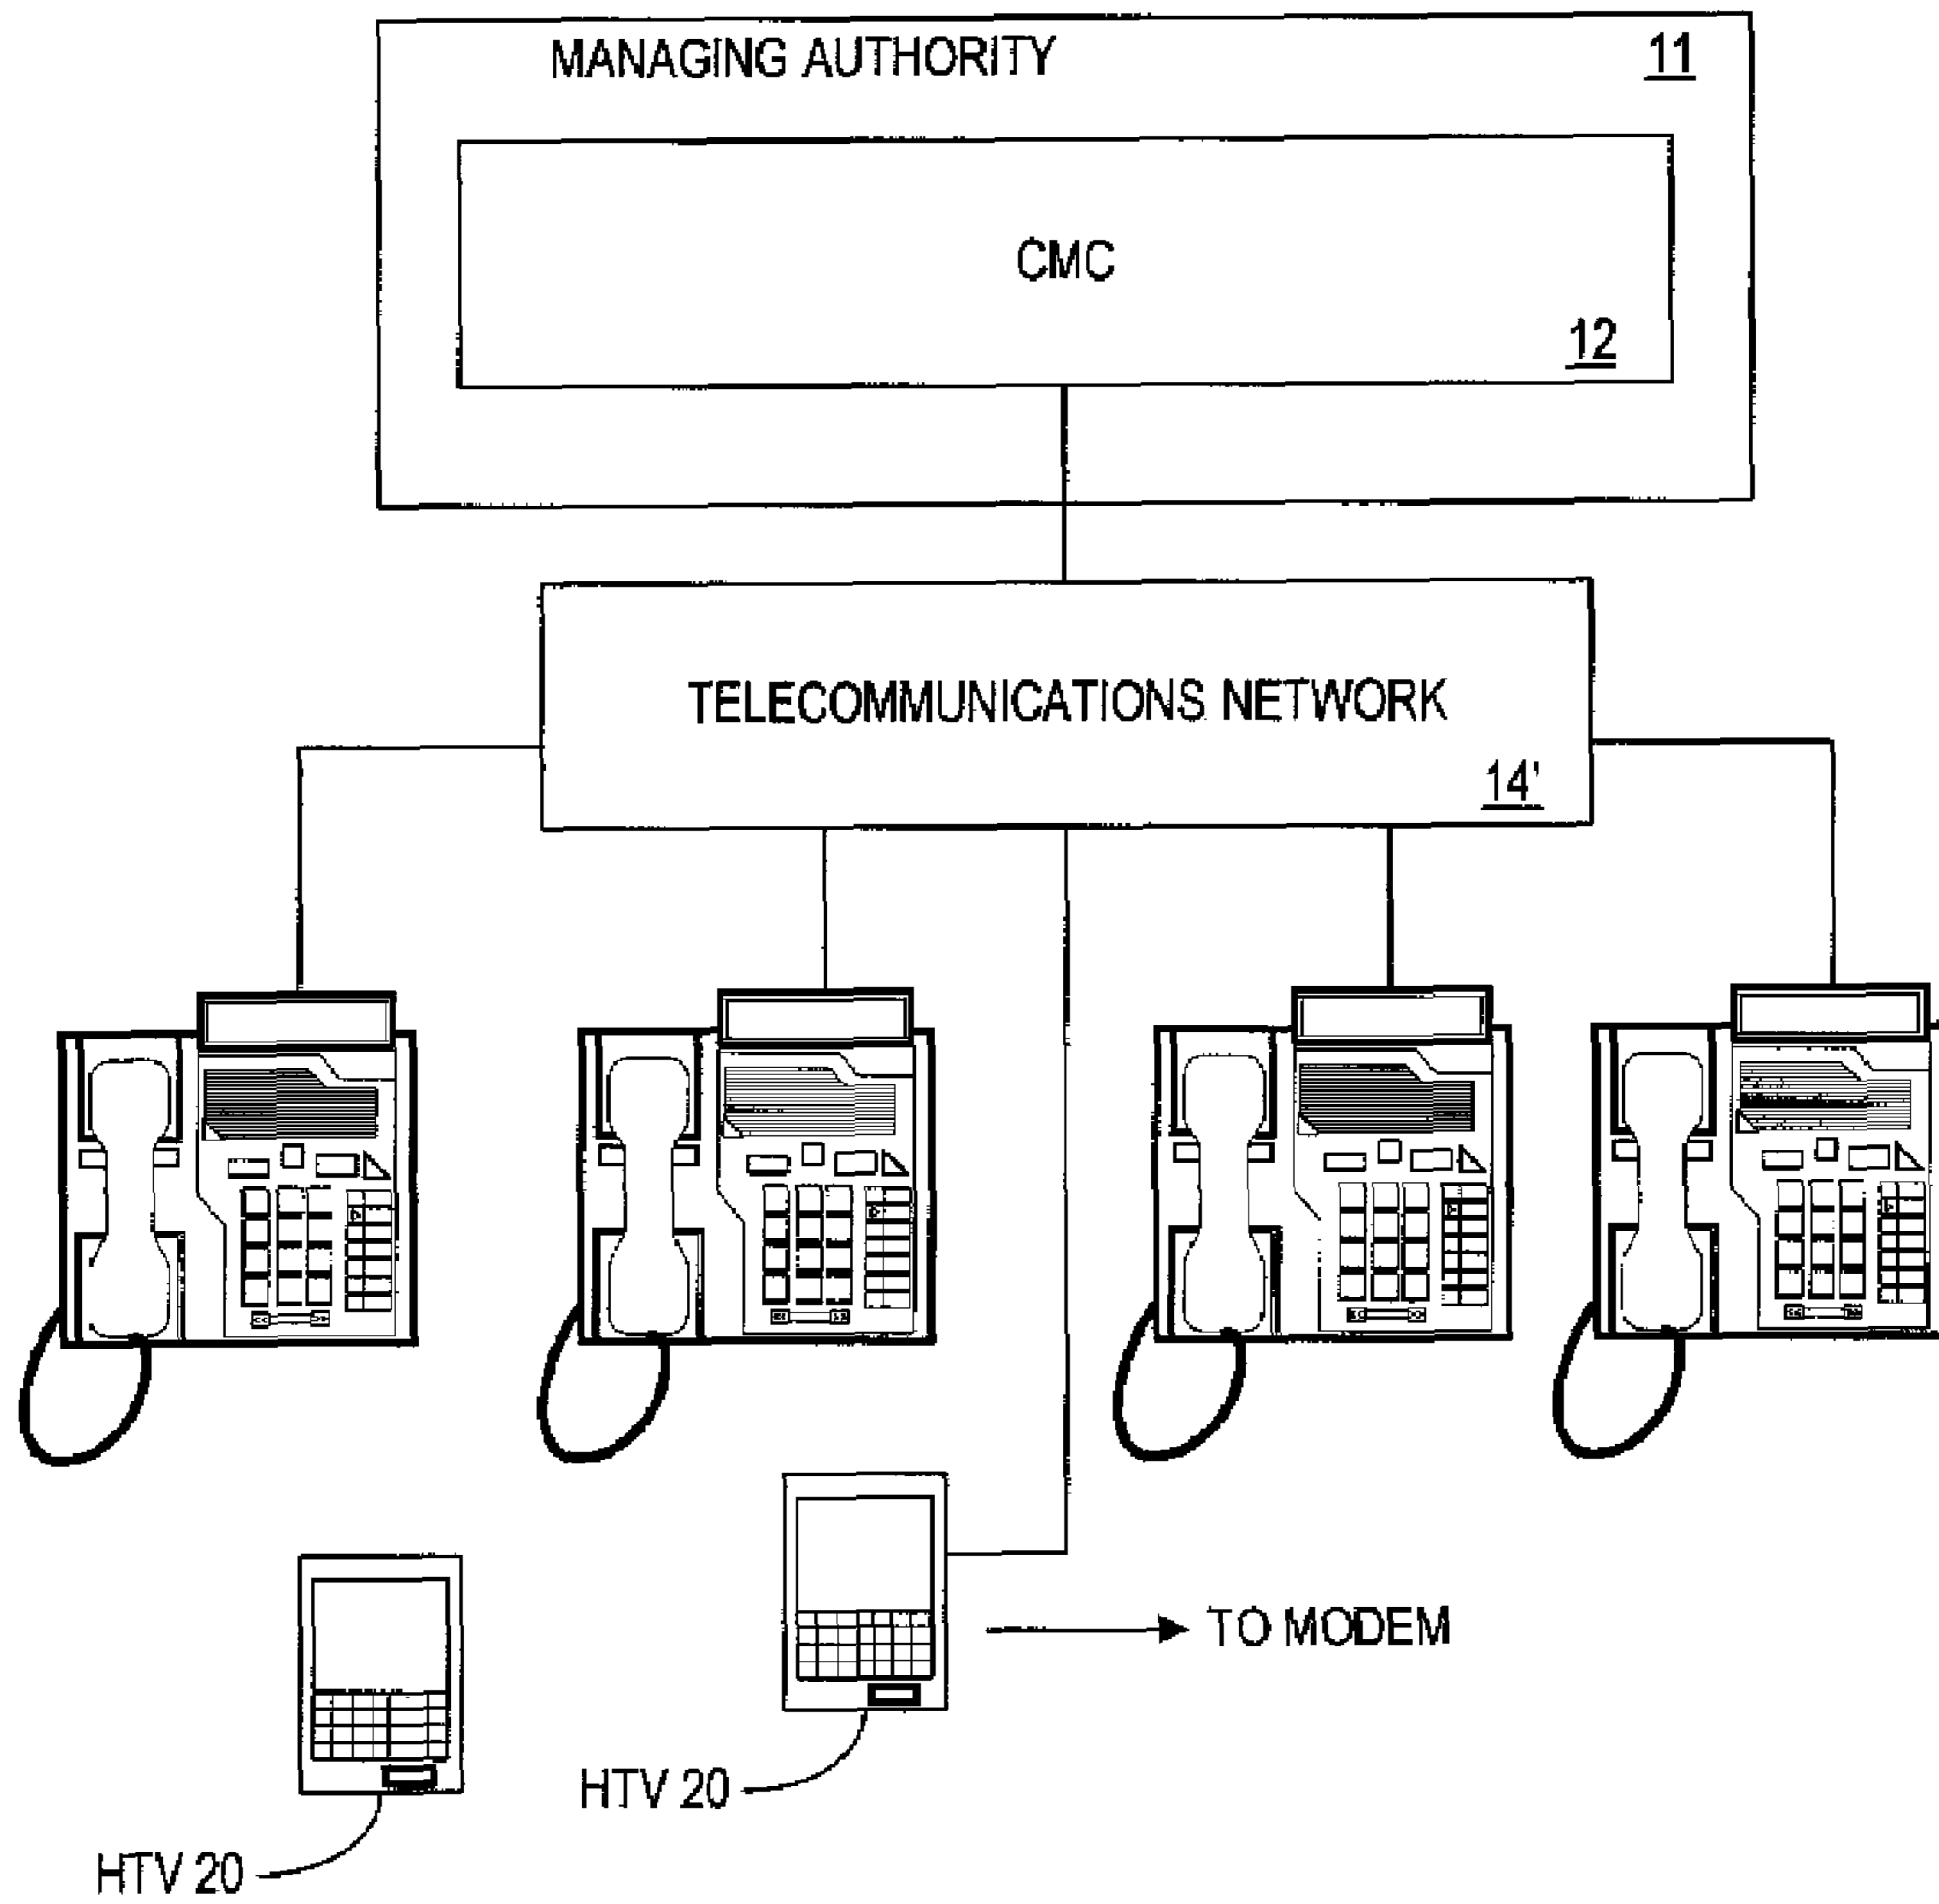 MANAGING AUTHORITY 11
CMC
12
TELECOMMUNICATIONS NETWORK
14'
TO MODEM
HTV 20
HTV 20